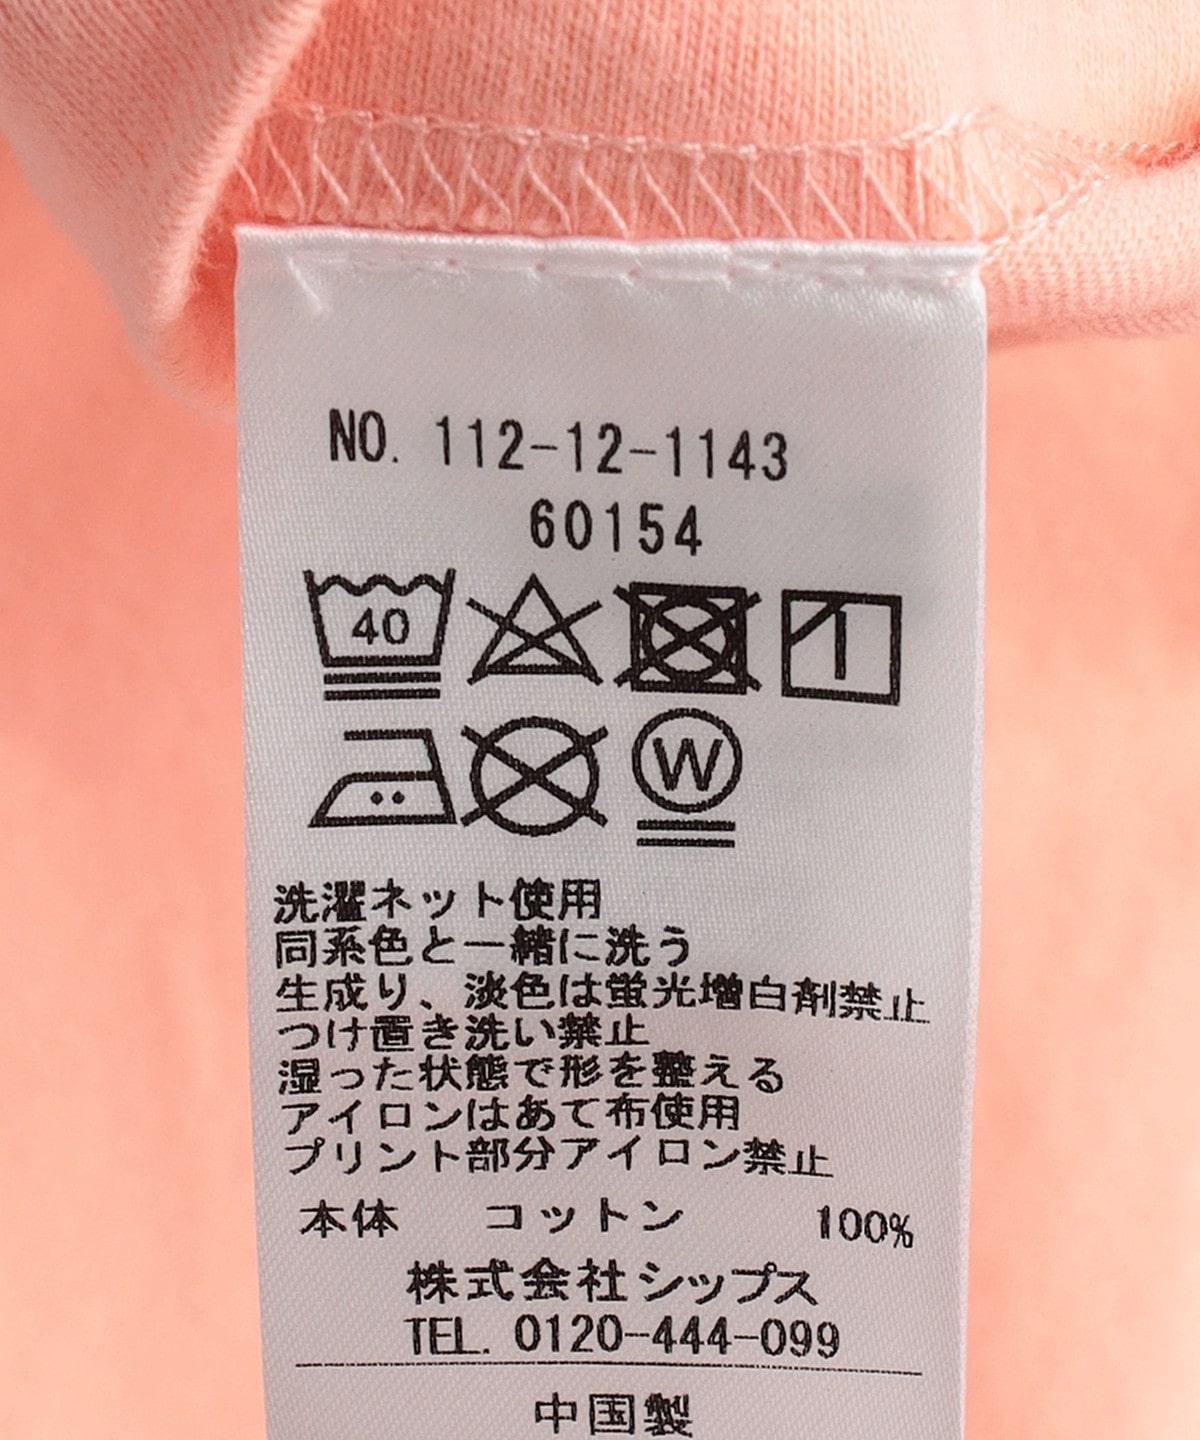 NO. 112-12-1143
60154
40
W
洗濯ネット使用
同系色と一緒に洗う
生成り、淡色は蛍光増白剤禁止
つけ置き洗い禁止
湿った状態で形を整える
アイロンはあて布使用
プリント部分アイロン禁止
本体 コットン 100%
株式会社シップス
TEL. 0120-444-099
中国製